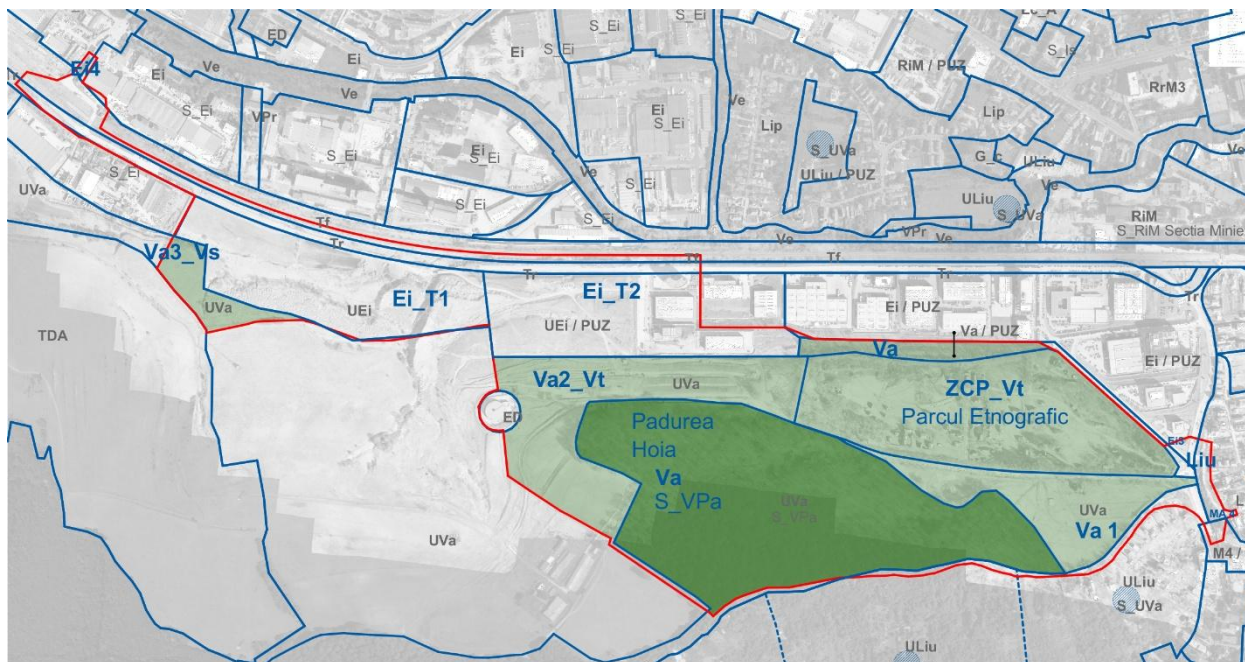 ED
Lc_A
Ei4
Ei
Ei
S_Ei
Ei
S_Ei
S_Is
Tr
Ei
Ve
RiM / PUZ
RrM3
S_Ei
Ve
VPr
S_Ei
Ei
S_Ei
Ve
Lip
Lip
S_Ei
Ei
S_Ei
S_UVa
G_c
ULiu
S_Ei
ULiu / PUZ
Ve
UVa
S_Ei
Ve
S_Ei
ULiu
S_UVa
Ve
RiM
S_Ei
VPr
Ve
S_RiM Sectia Minie
Tf
Tr
Va3_Vs
Tf
Tr
Tr
Tr
UVa
UEi
Ei_T1
Ei_T2
UEi / PUZ
Ei / PUZ
Va / PUZ
TDA
Va
Ei / PUZ
Va2_Vt
UVa
ZCP_Vt
Parcul Etnografic
ED
Padurea
Hoia
Va
S_VPa
Ei3
Liu
UVa
S_VPa
UVa
Va 1
UVa
M4 /
ULiu
S_UVa
ULiu